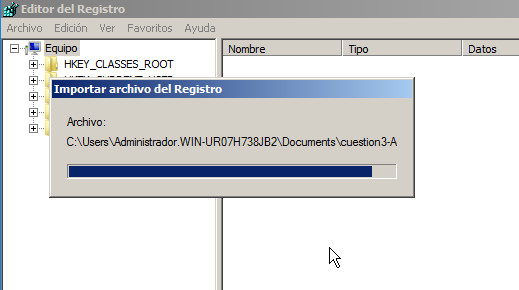 Editor del Registro
Archivo Edición Ver Favoritos Ayuda
Equipo
Nombre Tipo Datos
HKEY_CLASSES_ROOT
Importar archivo del Registro
Archivo:
C:\Users\Administrador.WIN-UR07H738JB2\Documents\cuestion3-A